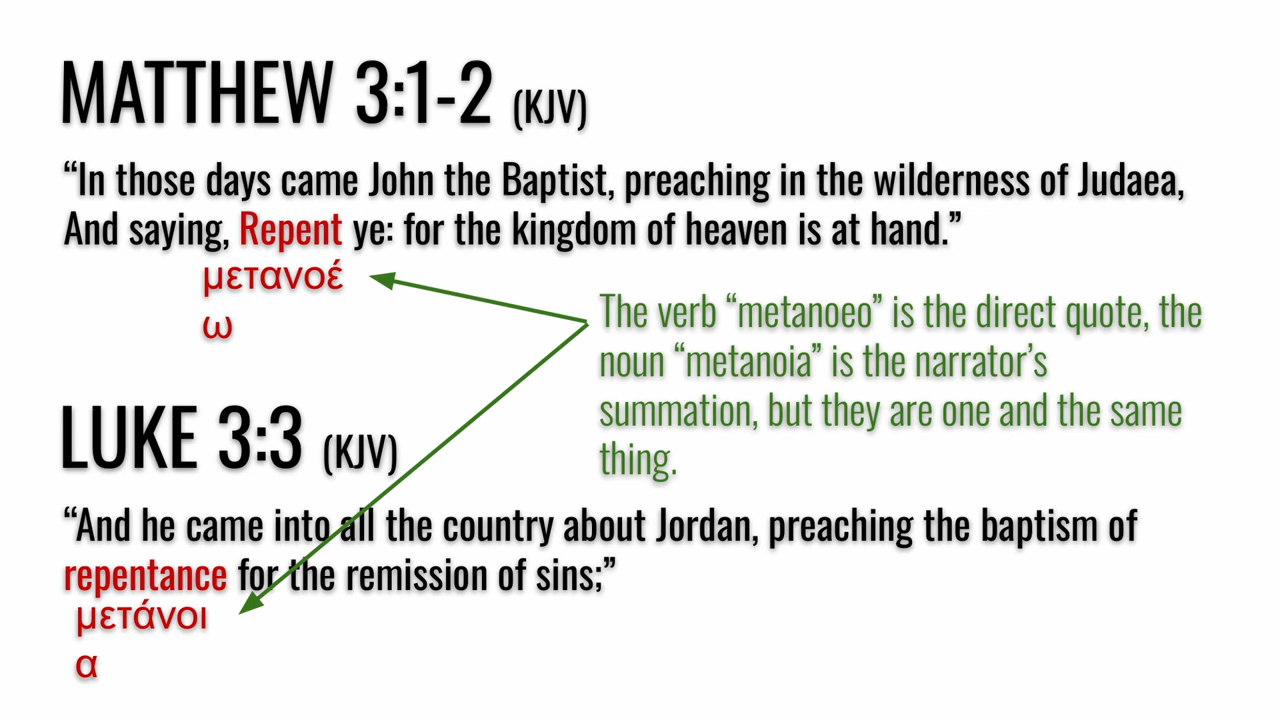 MATTHEW 3:1-2 (KJV)
“In those days came John the Baptist, preaching in the wilderness of Judaea,
And saying, Repent ye: for the kingdom of heaven is at hand.”
μετανοέ
ω
The verb “metanoeo” is the direct quote, the
noun “metanoia” is the narrator’s
summation, but they are one and the same
thing.
LUKE 3:3 (KJV)
“And he came into all the country about Jordan, preaching the baptism of
repentance for the remission of sins;”
μετάνοι
α